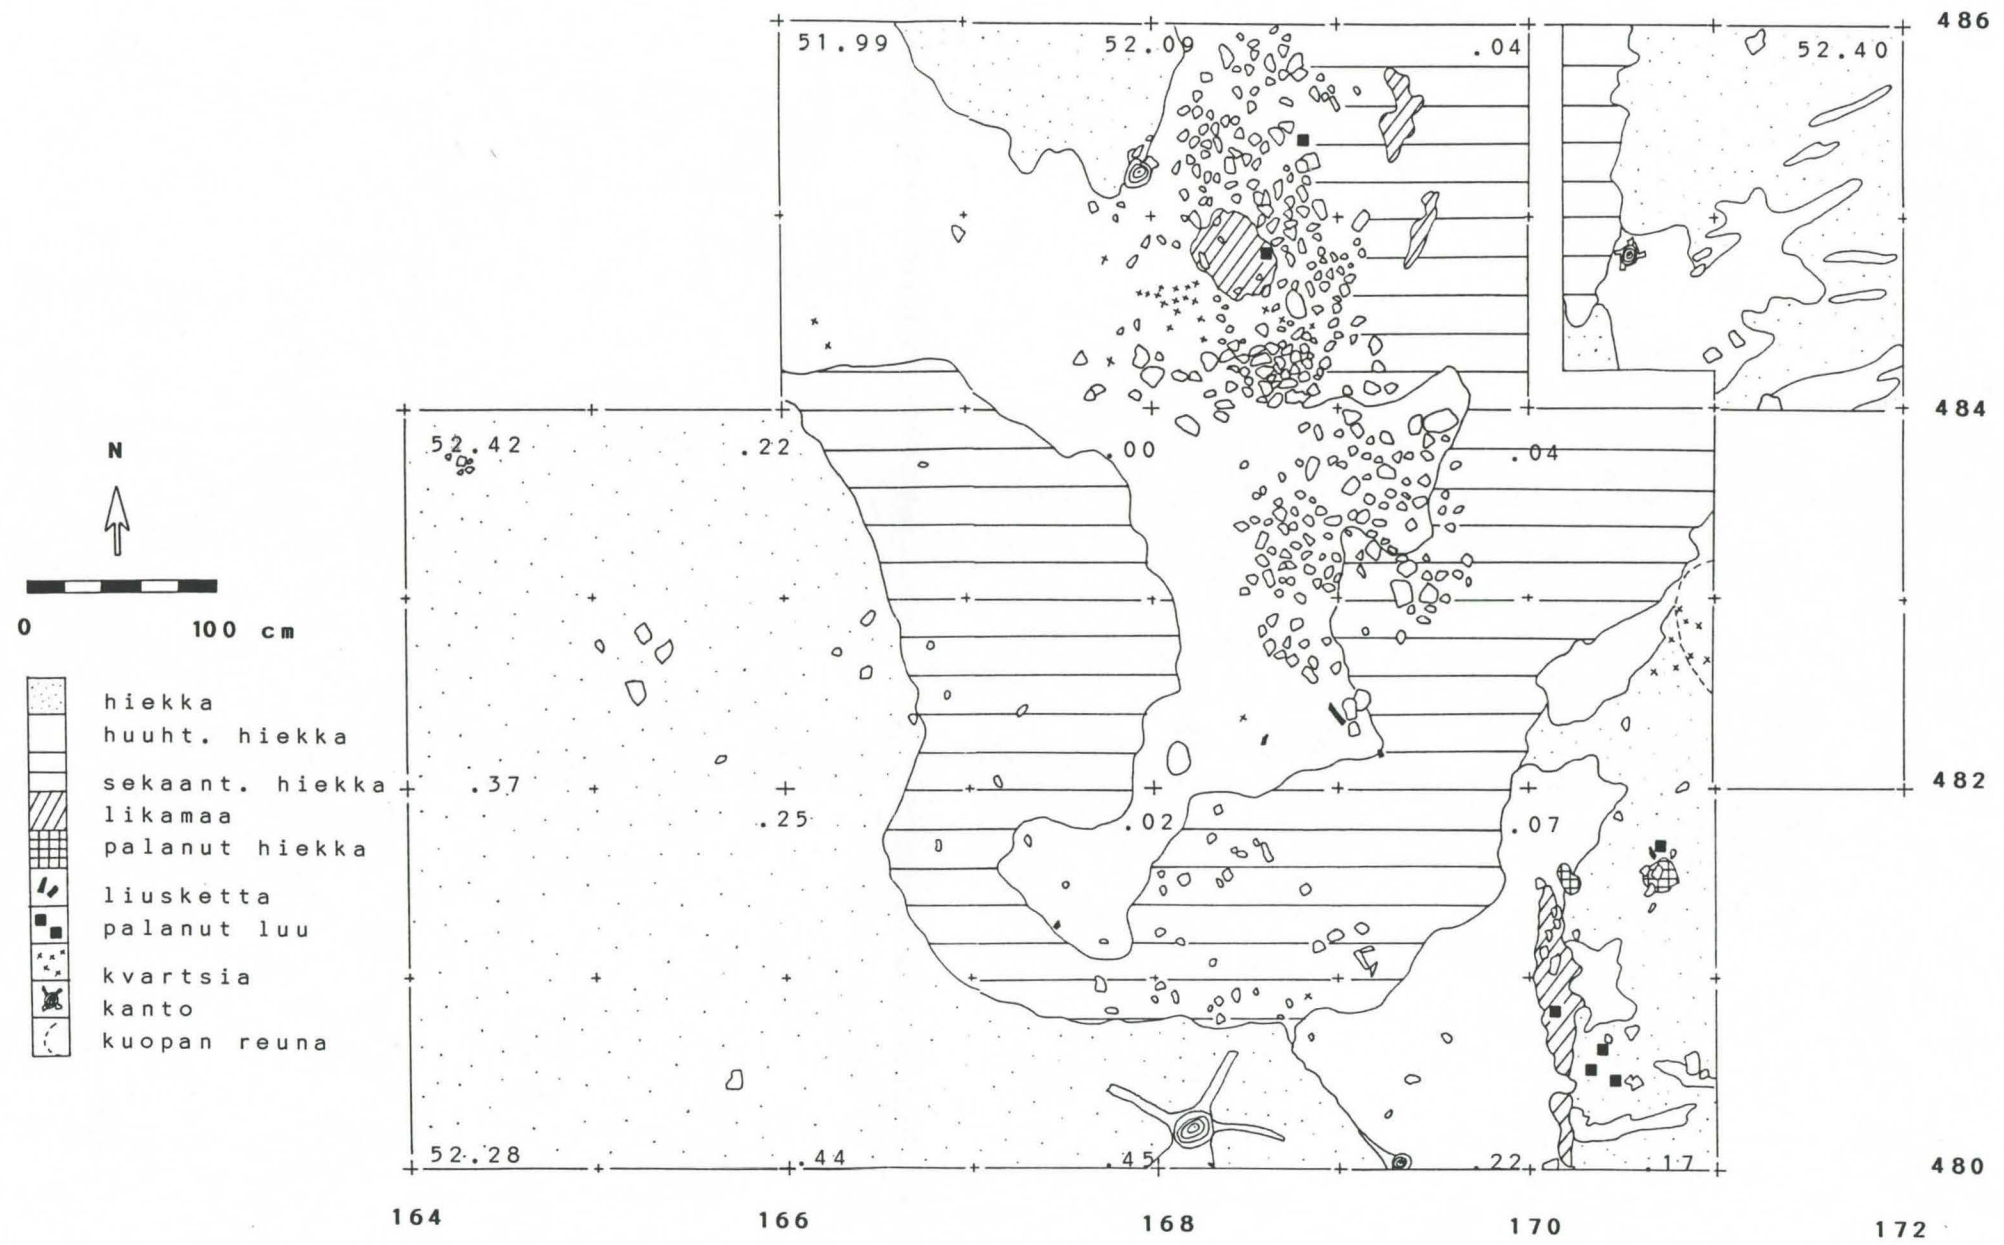 486
51.99 52.09 .04 52.40
484
52.42 .22 .00 .04
N
0 100 cm
hiekka
huuht. hiekka
sekaant. hiekka
likamaa
palanut hiekka
liusketta
palanut luu
kvartsia
kanto
kuopan reuna
.37
482
.25 .02 .07
52.28 .44 .45 .22 .17
480
164 166 168 170 172